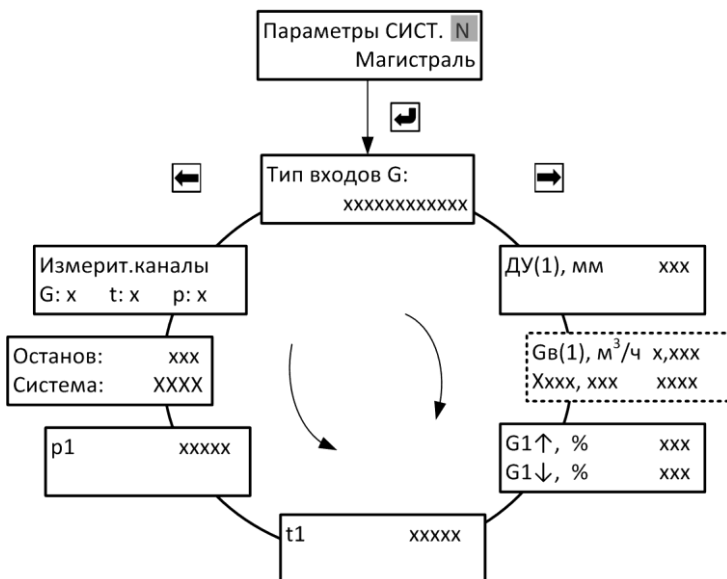 Параметры СИСТ. N
Магистраль
Тип входов G:
xxxxxxxxxxxx
Измерит.каналы
G: x t: x p: x
ДУ(1), мм xxx
Останов: xxx
Система: XXXX
Gв(1), м³/ч x,xxx
Xxxx, xxx xxxx
p1 xxxxx
G1↑, % xxx
G1↓, % xxx
t1 xxxxx